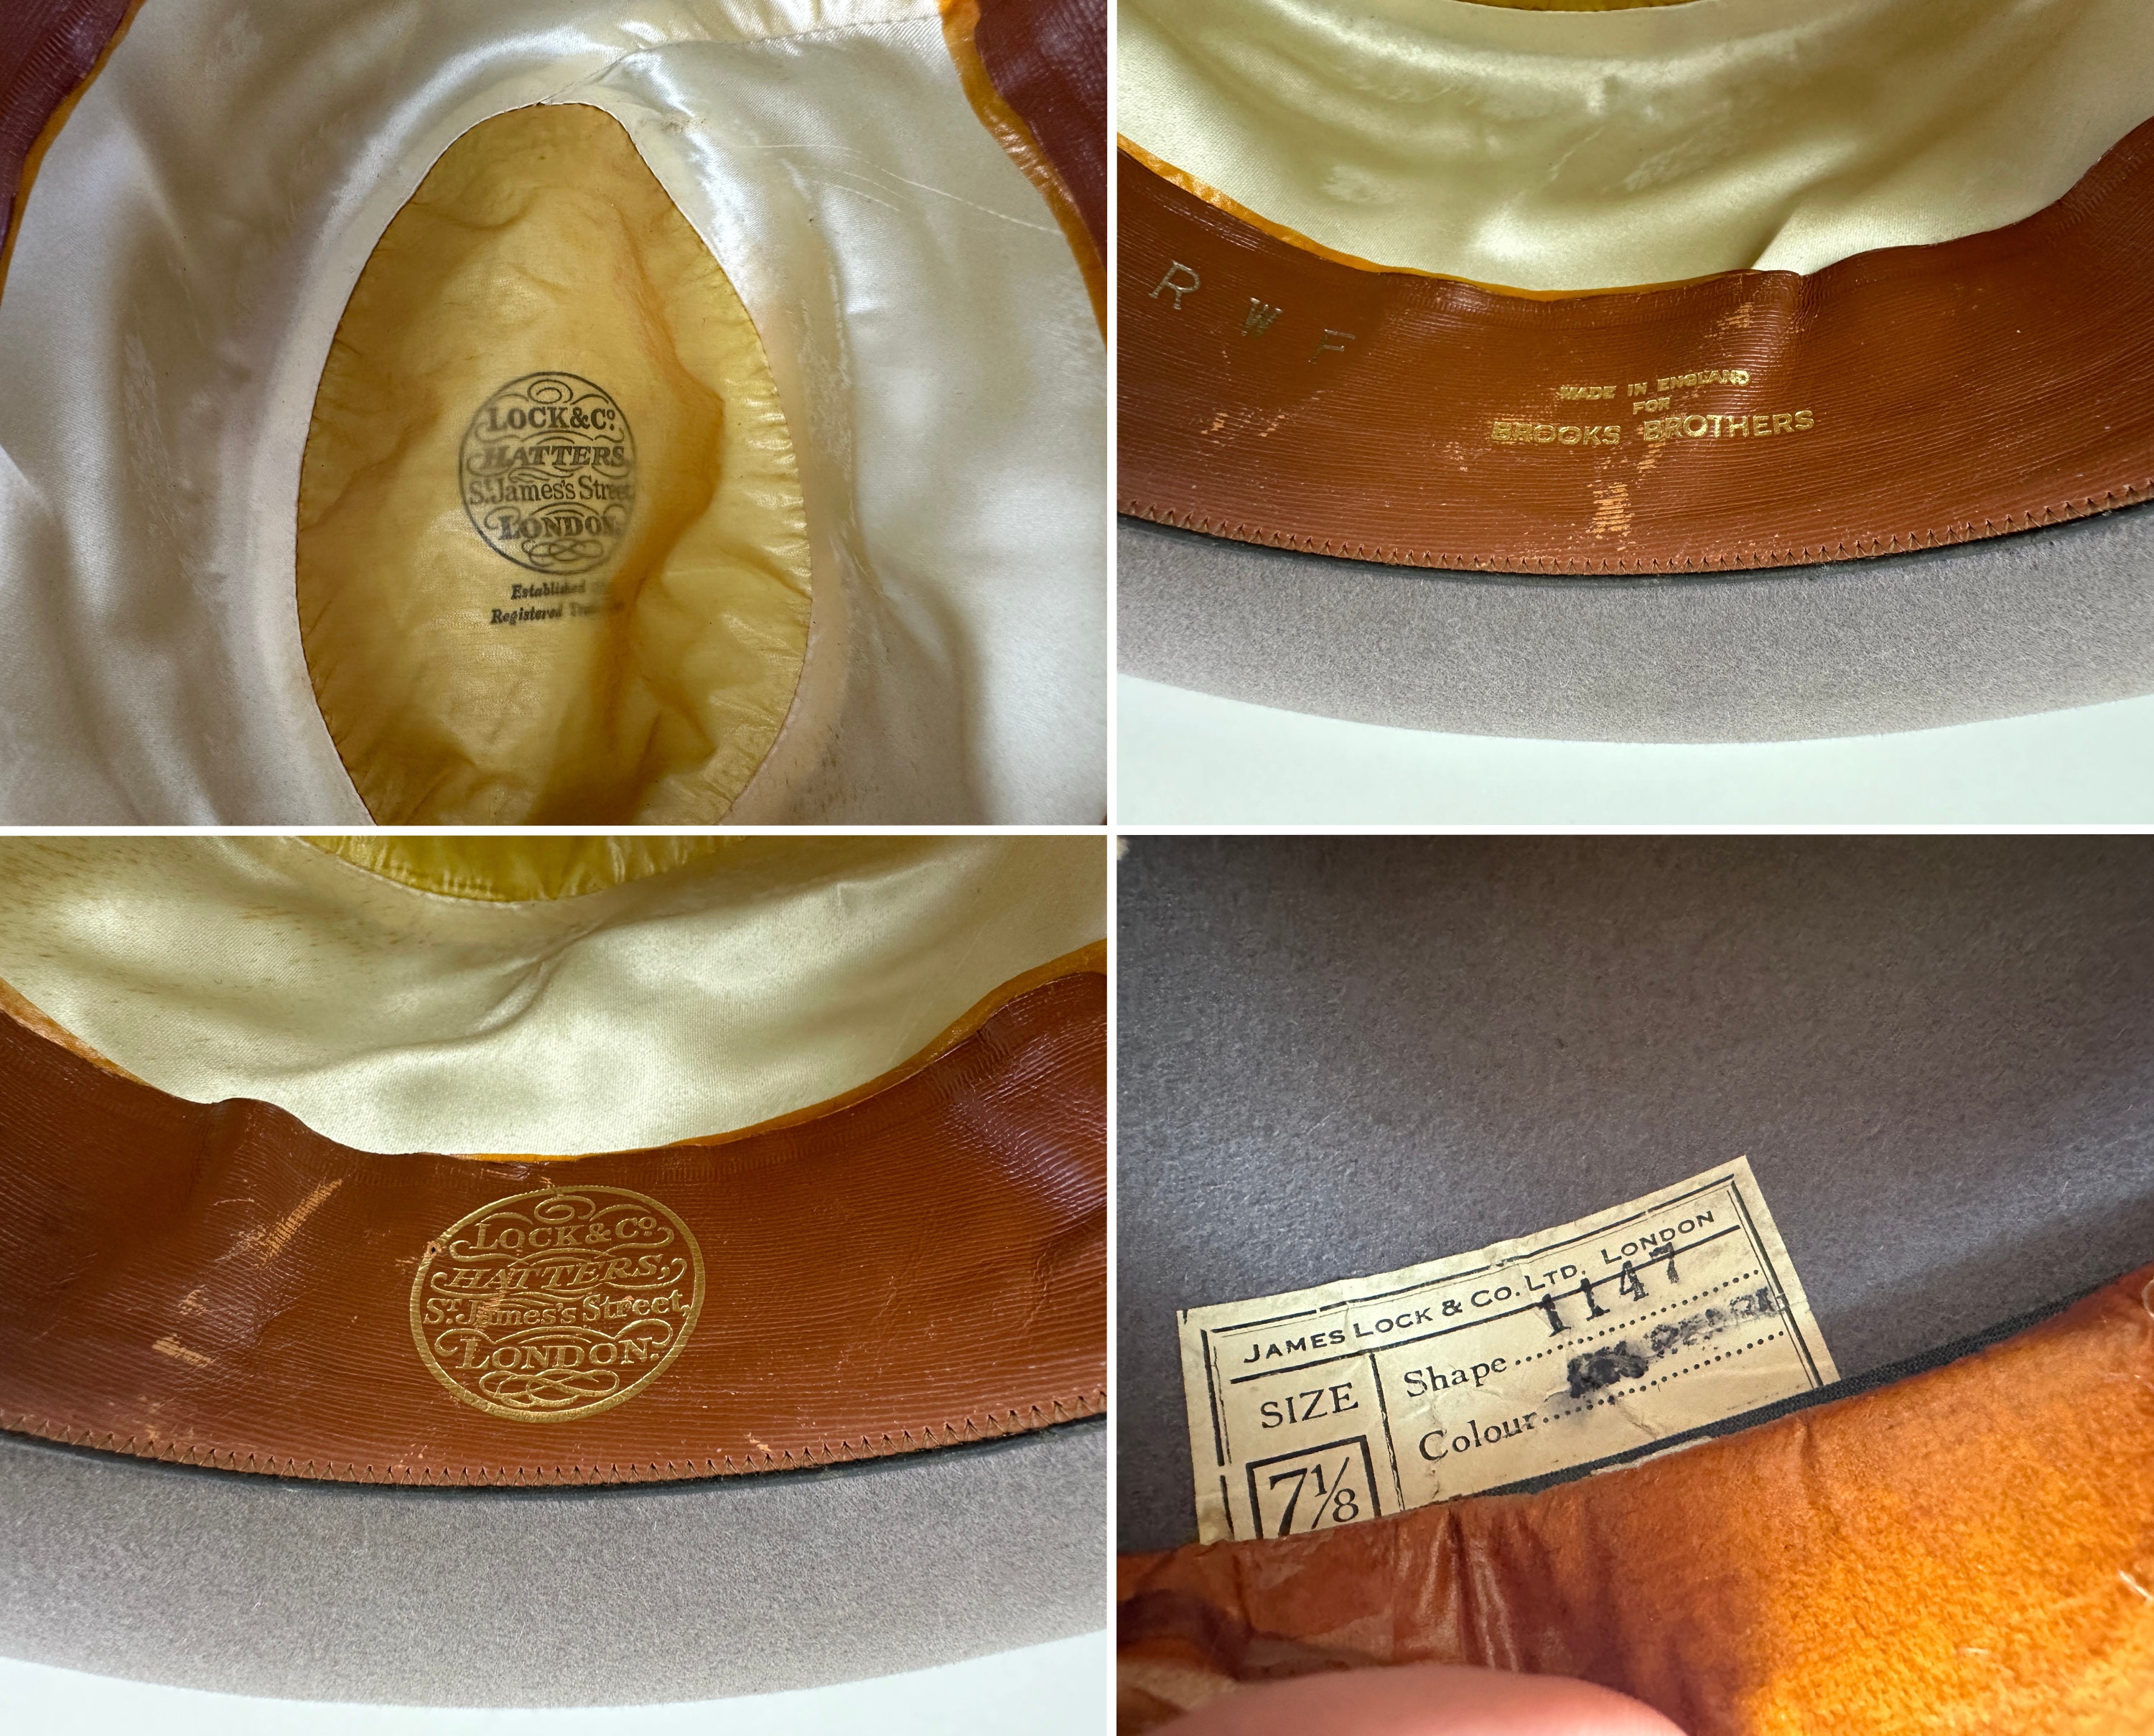 LOCK & Cº
HATTERS
Sᵗ James's Street
LONDON
Established
Registered
R W F
MADE IN ENGLAND
FOR
BROOKS BROTHERS
LOCK & Cº
HATTERS,
Sᵀ James's Street,
LONDON.
JAMES LOCK & CO. LTD. LONDON
SIZE
7⅛
Shape 1147
Colour